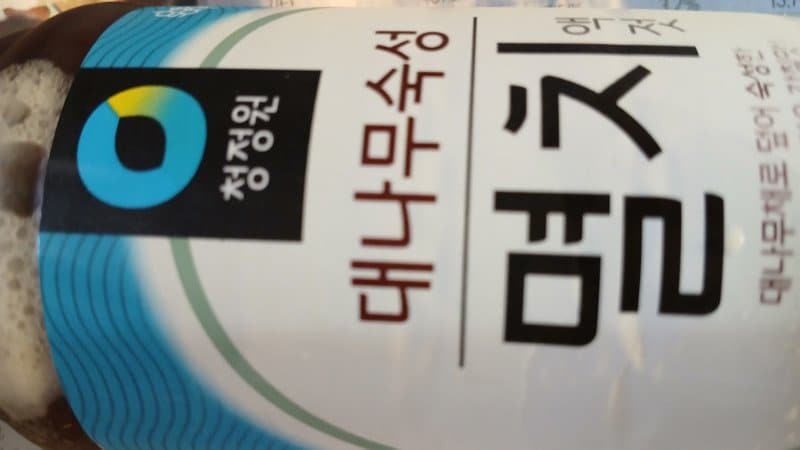 청정원
대나무숙성
멸치
액젓
대나무체로 덮어 숙성한